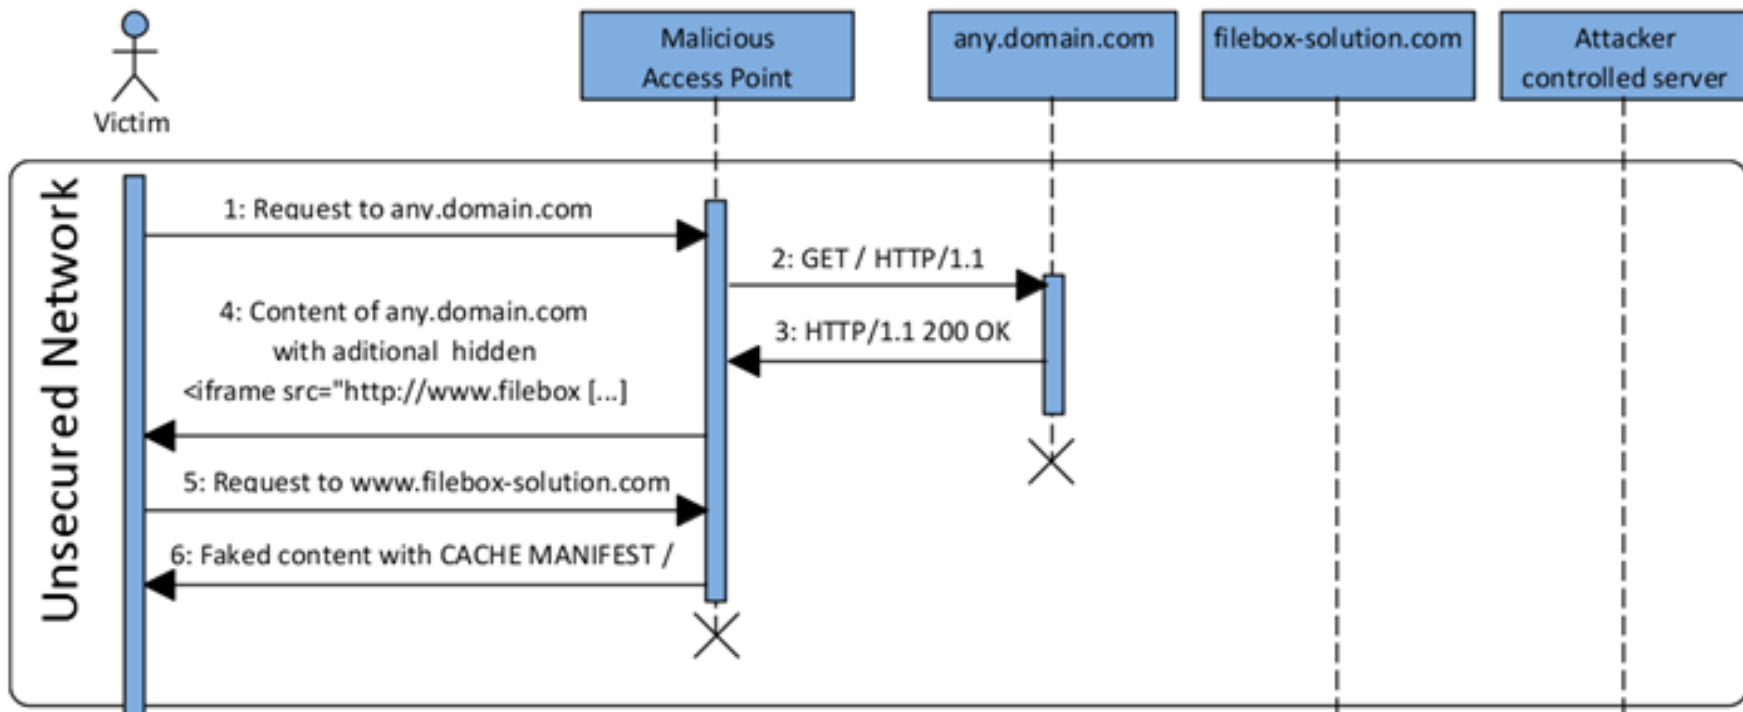 Victim
Malicious
Access Point
any.domain.com
filebox-solution.com
Attacker
controlled server
Unsecured Network
1: Request to any.domain.com
2: GET / HTTP/1.1
3: HTTP/1.1 200 OK
4: Content of any.domain.com
with aditional hidden
<iframe src="http://www.filebox [...]
5: Request to www.filebox-solution.com
6: Faked content with CACHE MANIFEST /